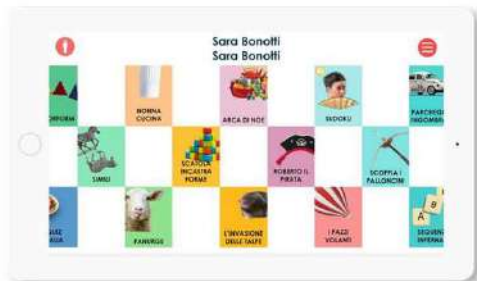 Sara Bonotti
Sara Bonotti
NONNA
CUCINA
ARCA DI NOE
SUDOKU
SIMILI
SCATOLA
INCASTRA
FORME
ROBERTO IL
PIRATA
SCOPPIA I
PALLONCINI
PANURGE
L'INVASIONE
DELLE TALPE
I PAZZI
VOLANTI
A
B